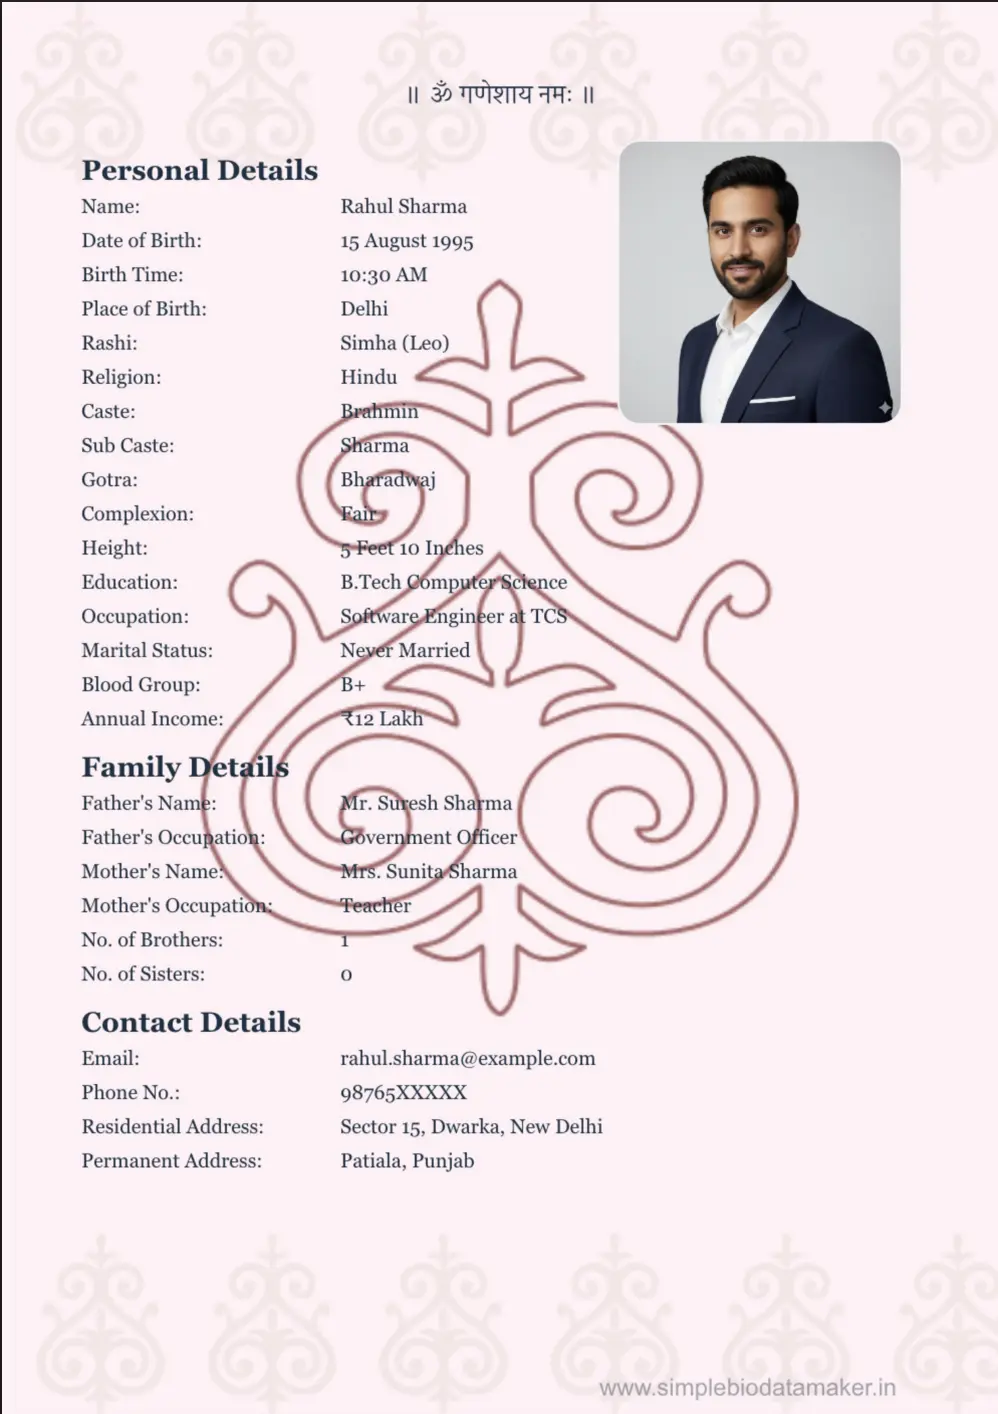 ॥ ॐ गणेशाय नमः ॥
Personal Details
Name: Rahul Sharma
Date of Birth: 15 August 1995
Birth Time: 10:30 AM
Place of Birth: Delhi
Rashi: Simha (Leo)
Religion: Hindu
Caste: Brahmin
Sub Caste: Sharma
Gotra: Bharadwaj
Complexion: Fair
Height: 5 Feet 10 Inches
Education: B.Tech Computer Science
Occupation: Software Engineer at TCS
Marital Status: Never Married
Blood Group: B+
Annual Income: ₹12 Lakh
Family Details
Father's Name: Mr. Suresh Sharma
Father's Occupation: Government Officer
Mother's Name: Mrs. Sunita Sharma
Mother's Occupation: Teacher
No. of Brothers: 1
No. of Sisters: 0
Contact Details
Email: rahul.sharma@example.com
Phone No.: 98765XXXXX
Residential Address: Sector 15, Dwarka, New Delhi
Permanent Address: Patiala, Punjab
www.simplebiodatamaker.in